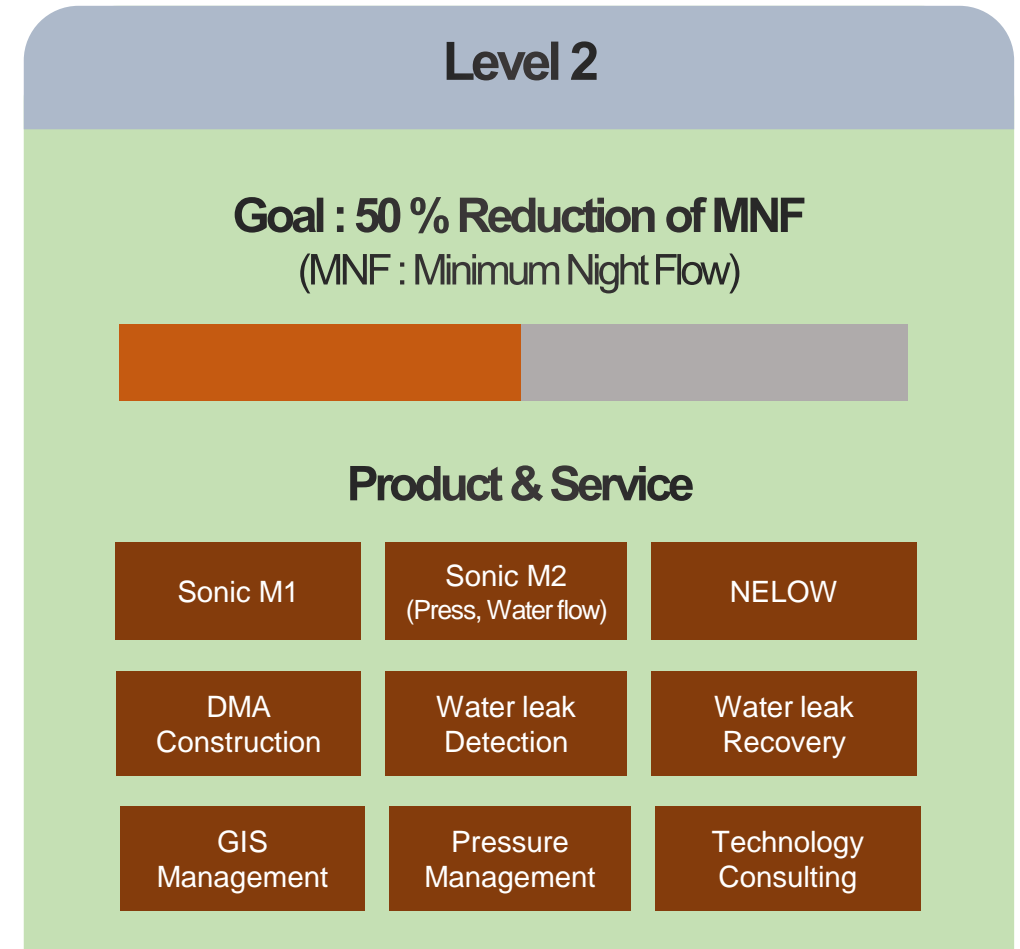 Level 2
Goal : 50 % Reduction of MNF
(MNF : Minimum Night Flow)
Product & Service
Sonic M1
Sonic M2
(Press, Water flow)
NELOW
DMA
Construction
Water leak
Detection
Water leak
Recovery
GIS
Management
Pressure
Management
Technology
Consulting